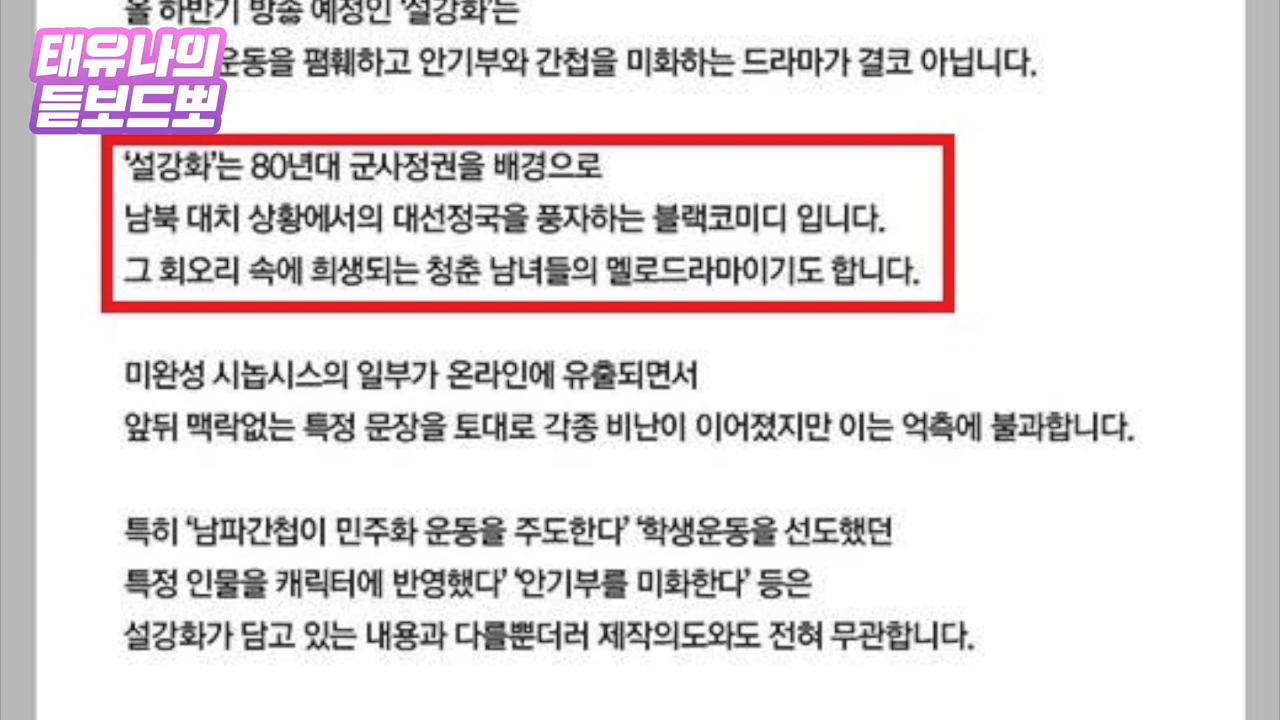 태유나의
듣보드뽀
올 하반기 방송 예정인 '설강화'는
운동을 폄훼하고 안기부와 간첩을 미화하는 드라마가 결코 아닙니다.
'설강화'는 80년대 군사정권을 배경으로
남북 대치 상황에서의 대선정국을 풍자하는 블랙코미디 입니다.
그 회오리 속에 희생되는 청춘 남녀들의 멜로드라마이기도 합니다.
미완성 시놉시스의 일부가 온라인에 유출되면서
앞뒤 맥락없는 특정 문장을 토대로 각종 비난이 이어졌지만 이는 억측에 불과합니다.
특히 '남파간첩이 민주화 운동을 주도한다' '학생운동을 선도했던
특정 인물을 캐릭터에 반영했다' '안기부를 미화한다' 등은
설강화가 담고 있는 내용과 다를뿐더러 제작의도와도 전혀 무관합니다.